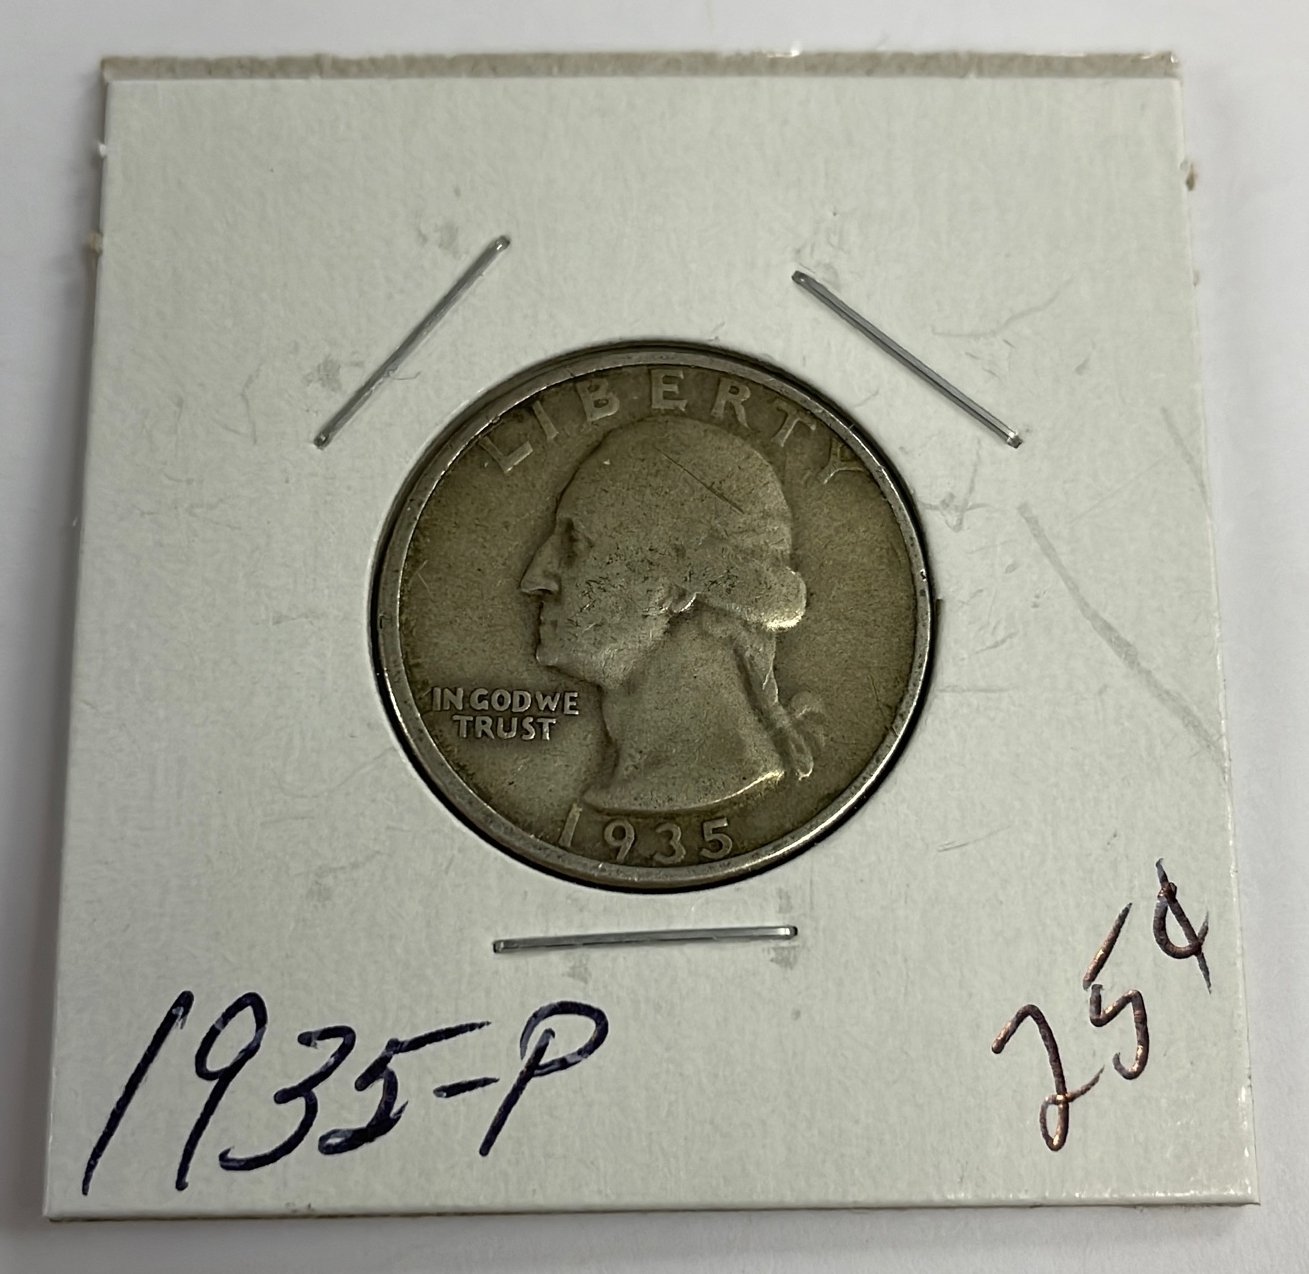 LIBERTY
IN GOD WE
TRUST
1935
1935-P
25¢